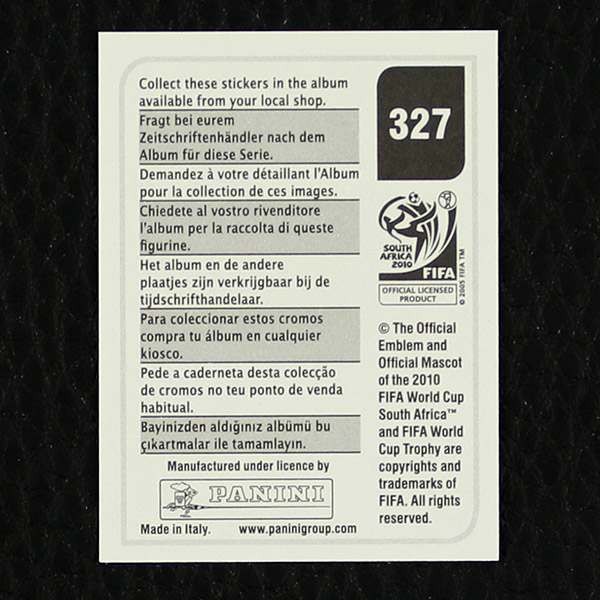 Collect these stickers in the album
available from your local shop.
Fragt bei eurem
Zeitschriftenhändler nach dem
Album für diese Serie.
Demandez à votre détaillant l'Album
pour la collection de ces images.
Chiedete al vostro rivenditore
l'album per la raccolta di queste
figurine.
Het album en de andere
plaatjes zijn verkrijgbaar bij de
tijdschrifthandelaar.
Para coleccionar estos cromos
compra tu álbum en cualquier
kiosco.
Pede a caderneta desta colecção
de cromos no teu ponto de venda
habitual.
Bayinizden aldığınız albümü bu
çıkartmalar ile tamamlayın.
Manufactured under licence by
PANINI
Made in Italy. www.paninigroup.com
327
SOUTH
AFRICA
2010
FIFA
© 2005 FIFA TM
OFFICIAL LICENSED
PRODUCT
© The Official
Emblem and
Official Mascot
of the 2010
FIFA World Cup
South Africa™
and FIFA World
Cup Trophy are
copyrights and
trademarks of
FIFA. All rights
reserved.